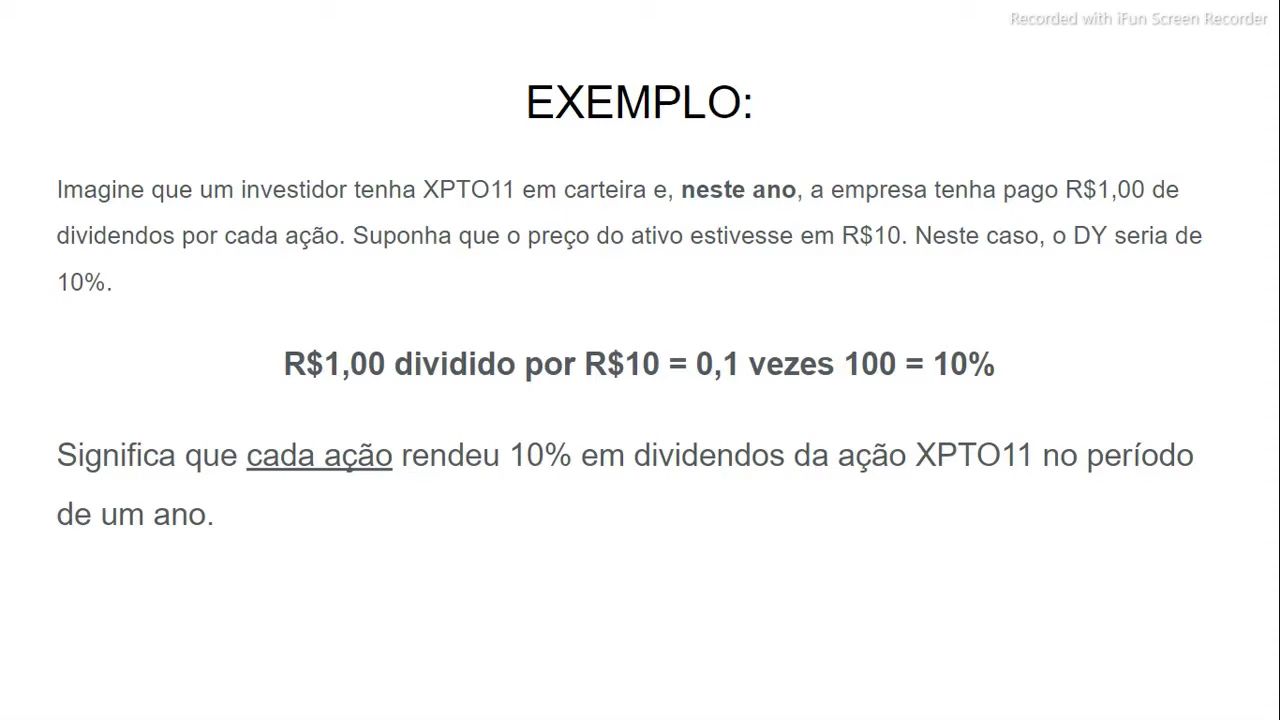 Recorded with iFun Screen Recorder
EXEMPLO:
Imagine que um investidor tenha XPTO11 em carteira e, neste ano, a empresa tenha pago R$1,00 de
dividendos por cada ação. Suponha que o preço do ativo estivesse em R$10. Neste caso, o DY seria de
10%.
R$1,00 dividido por R$10 = 0,1 vezes 100 = 10%
Significa que cada ação rendeu 10% em dividendos da ação XPTO11 no período
de um ano.